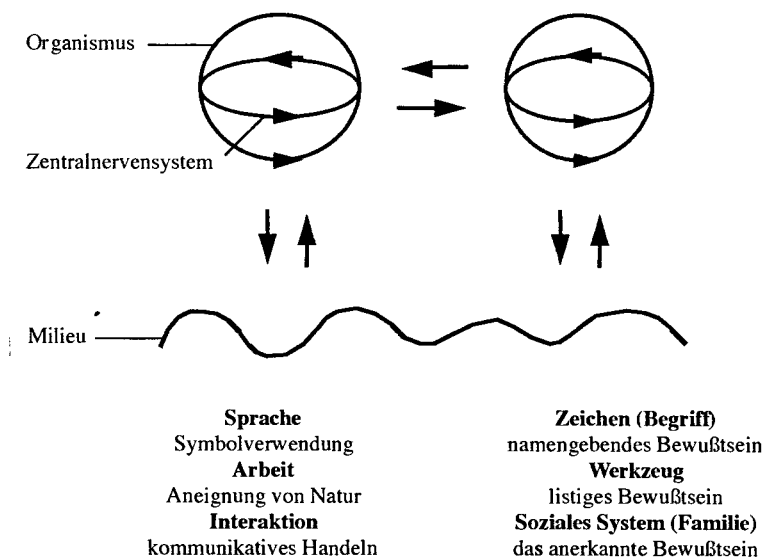 Organismus
Zentralnervensystem
Milieu
Sprache
Symbolverwendung
Arbeit
Aneignung von Natur
Interaktion
kommunikatives Handeln
Zeichen (Begriff)
namengebendes Bewußtsein
Werkzeug
listiges Bewußtsein
Soziales System (Familie)
das anerkannte Bewußtsein